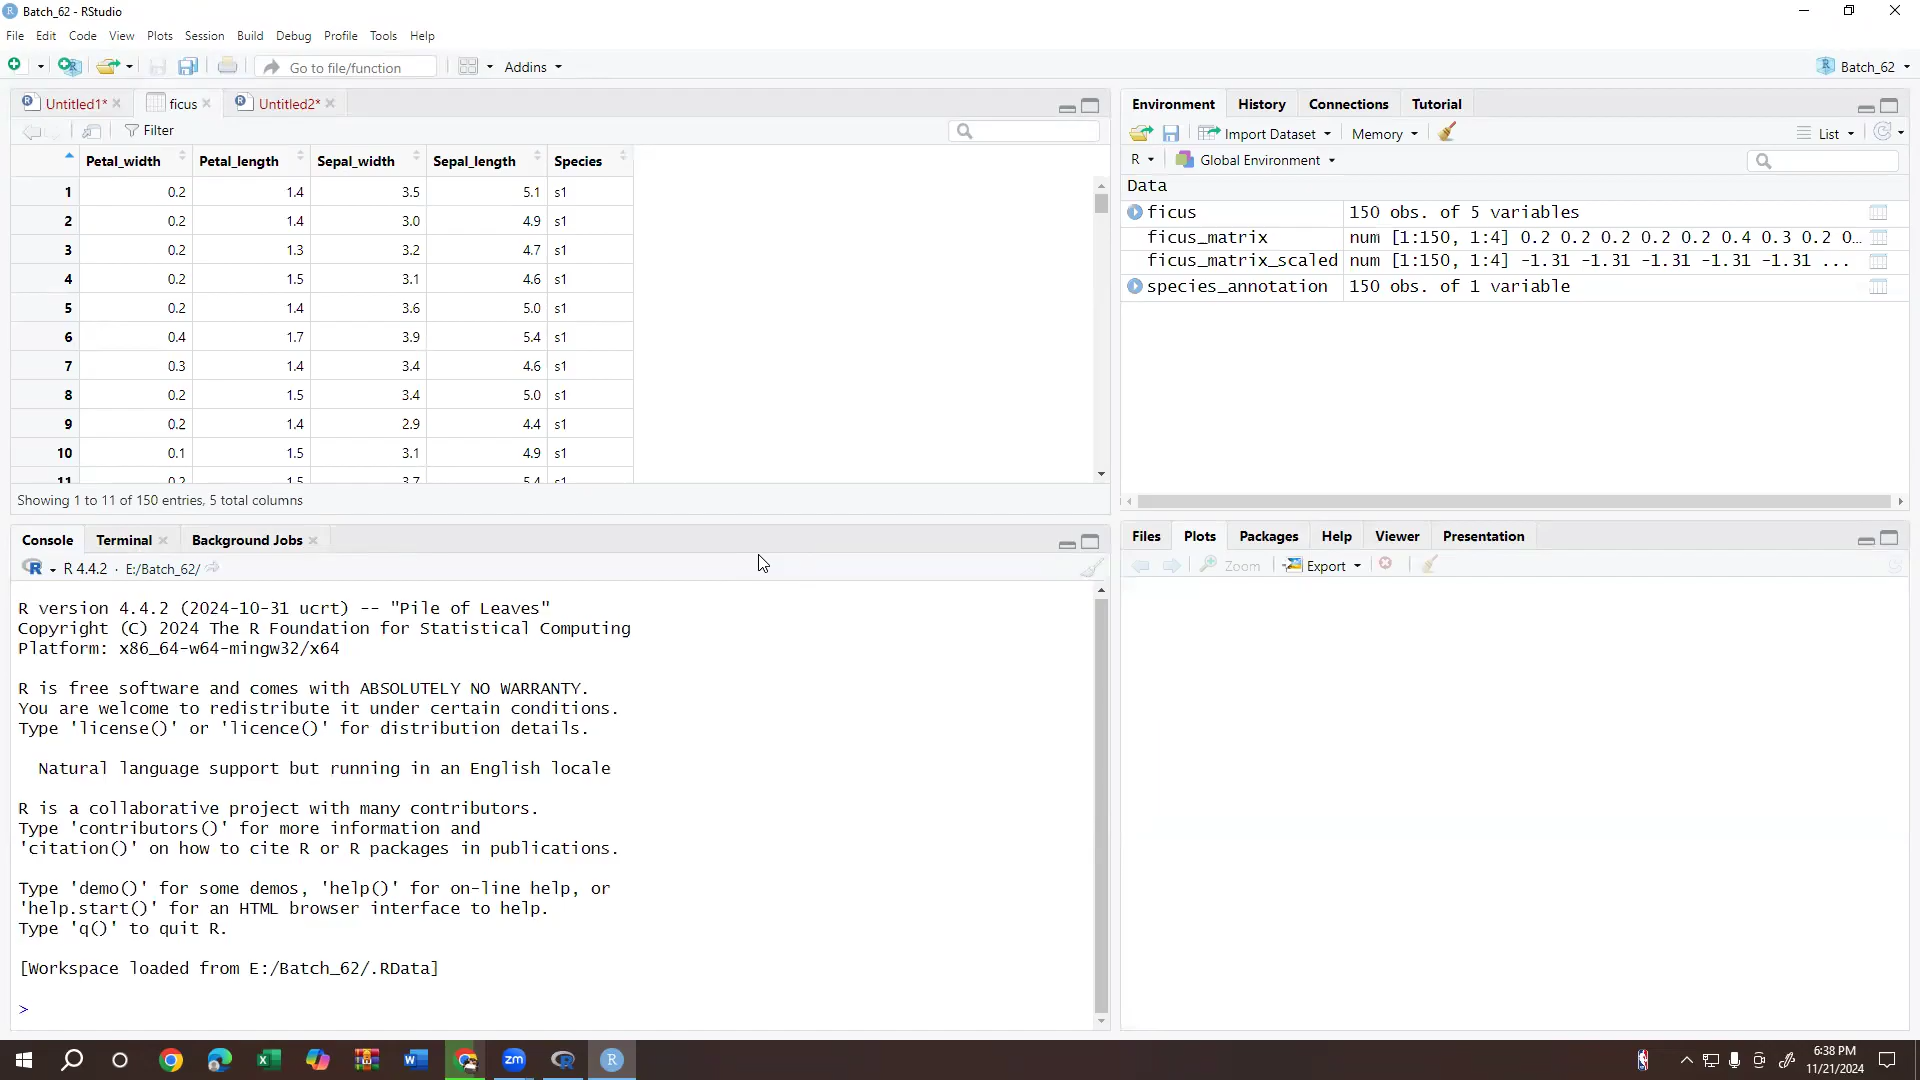 Batch_62 - RStudio
File Edit Code View Plots Session Build Debug Profile Tools Help
Go to file/function Addins Batch_62
Untitled1* ficus Untitled2*
Filter
Petal_width Petal_length Sepal_width Sepal_length Species
1 0.2 1.4 3.5 5.1 s1
2 0.2 1.4 3.0 4.9 s1
3 0.2 1.3 3.2 4.7 s1
4 0.2 1.5 3.1 4.6 s1
5 0.2 1.4 3.6 5.0 s1
6 0.4 1.7 3.9 5.4 s1
7 0.3 1.4 3.4 4.6 s1
8 0.2 1.5 3.4 5.0 s1
9 0.2 1.4 2.9 4.4 s1
10 0.1 1.5 3.1 4.9 s1
11 0.2 1.5 3.7 5.4 s1
Showing 1 to 11 of 150 entries, 5 total columns
Console Terminal Background Jobs
R 4.4.2 · E:/Batch_62/
R version 4.4.2 (2024-10-31 ucrt) -- "Pile of Leaves"
Copyright (C) 2024 The R Foundation for Statistical Computing
Platform: x86_64-w64-mingw32/x64
R is free software and comes with ABSOLUTELY NO WARRANTY.
You are welcome to redistribute it under certain conditions.
Type 'license()' or 'licence()' for distribution details.
Natural language support but running in an English locale
R is a collaborative project with many contributors.
Type 'contributors()' for more information and
'citation()' on how to cite R or R packages in publications.
Type 'demo()' for some demos, 'help()' for on-line help, or
'help.start()' for an HTML browser interface to help.
Type 'q()' to quit R.
[Workspace loaded from E:/Batch_62/.RData]
>
Environment History Connections Tutorial
Import Dataset Memory List
R Global Environment
Data
ficus 150 obs. of 5 variables
ficus_matrix num [1:150, 1:4] 0.2 0.2 0.2 0.2 0.2 0.4 0.3 0.2 0…
ficus_matrix_scaled num [1:150, 1:4] -1.31 -1.31 -1.31 -1.31 -1.31 ...
species_annotation 150 obs. of 1 variable
Files Plots Packages Help Viewer Presentation
Zoom Export
zm
6:38 PM
11/21/2024